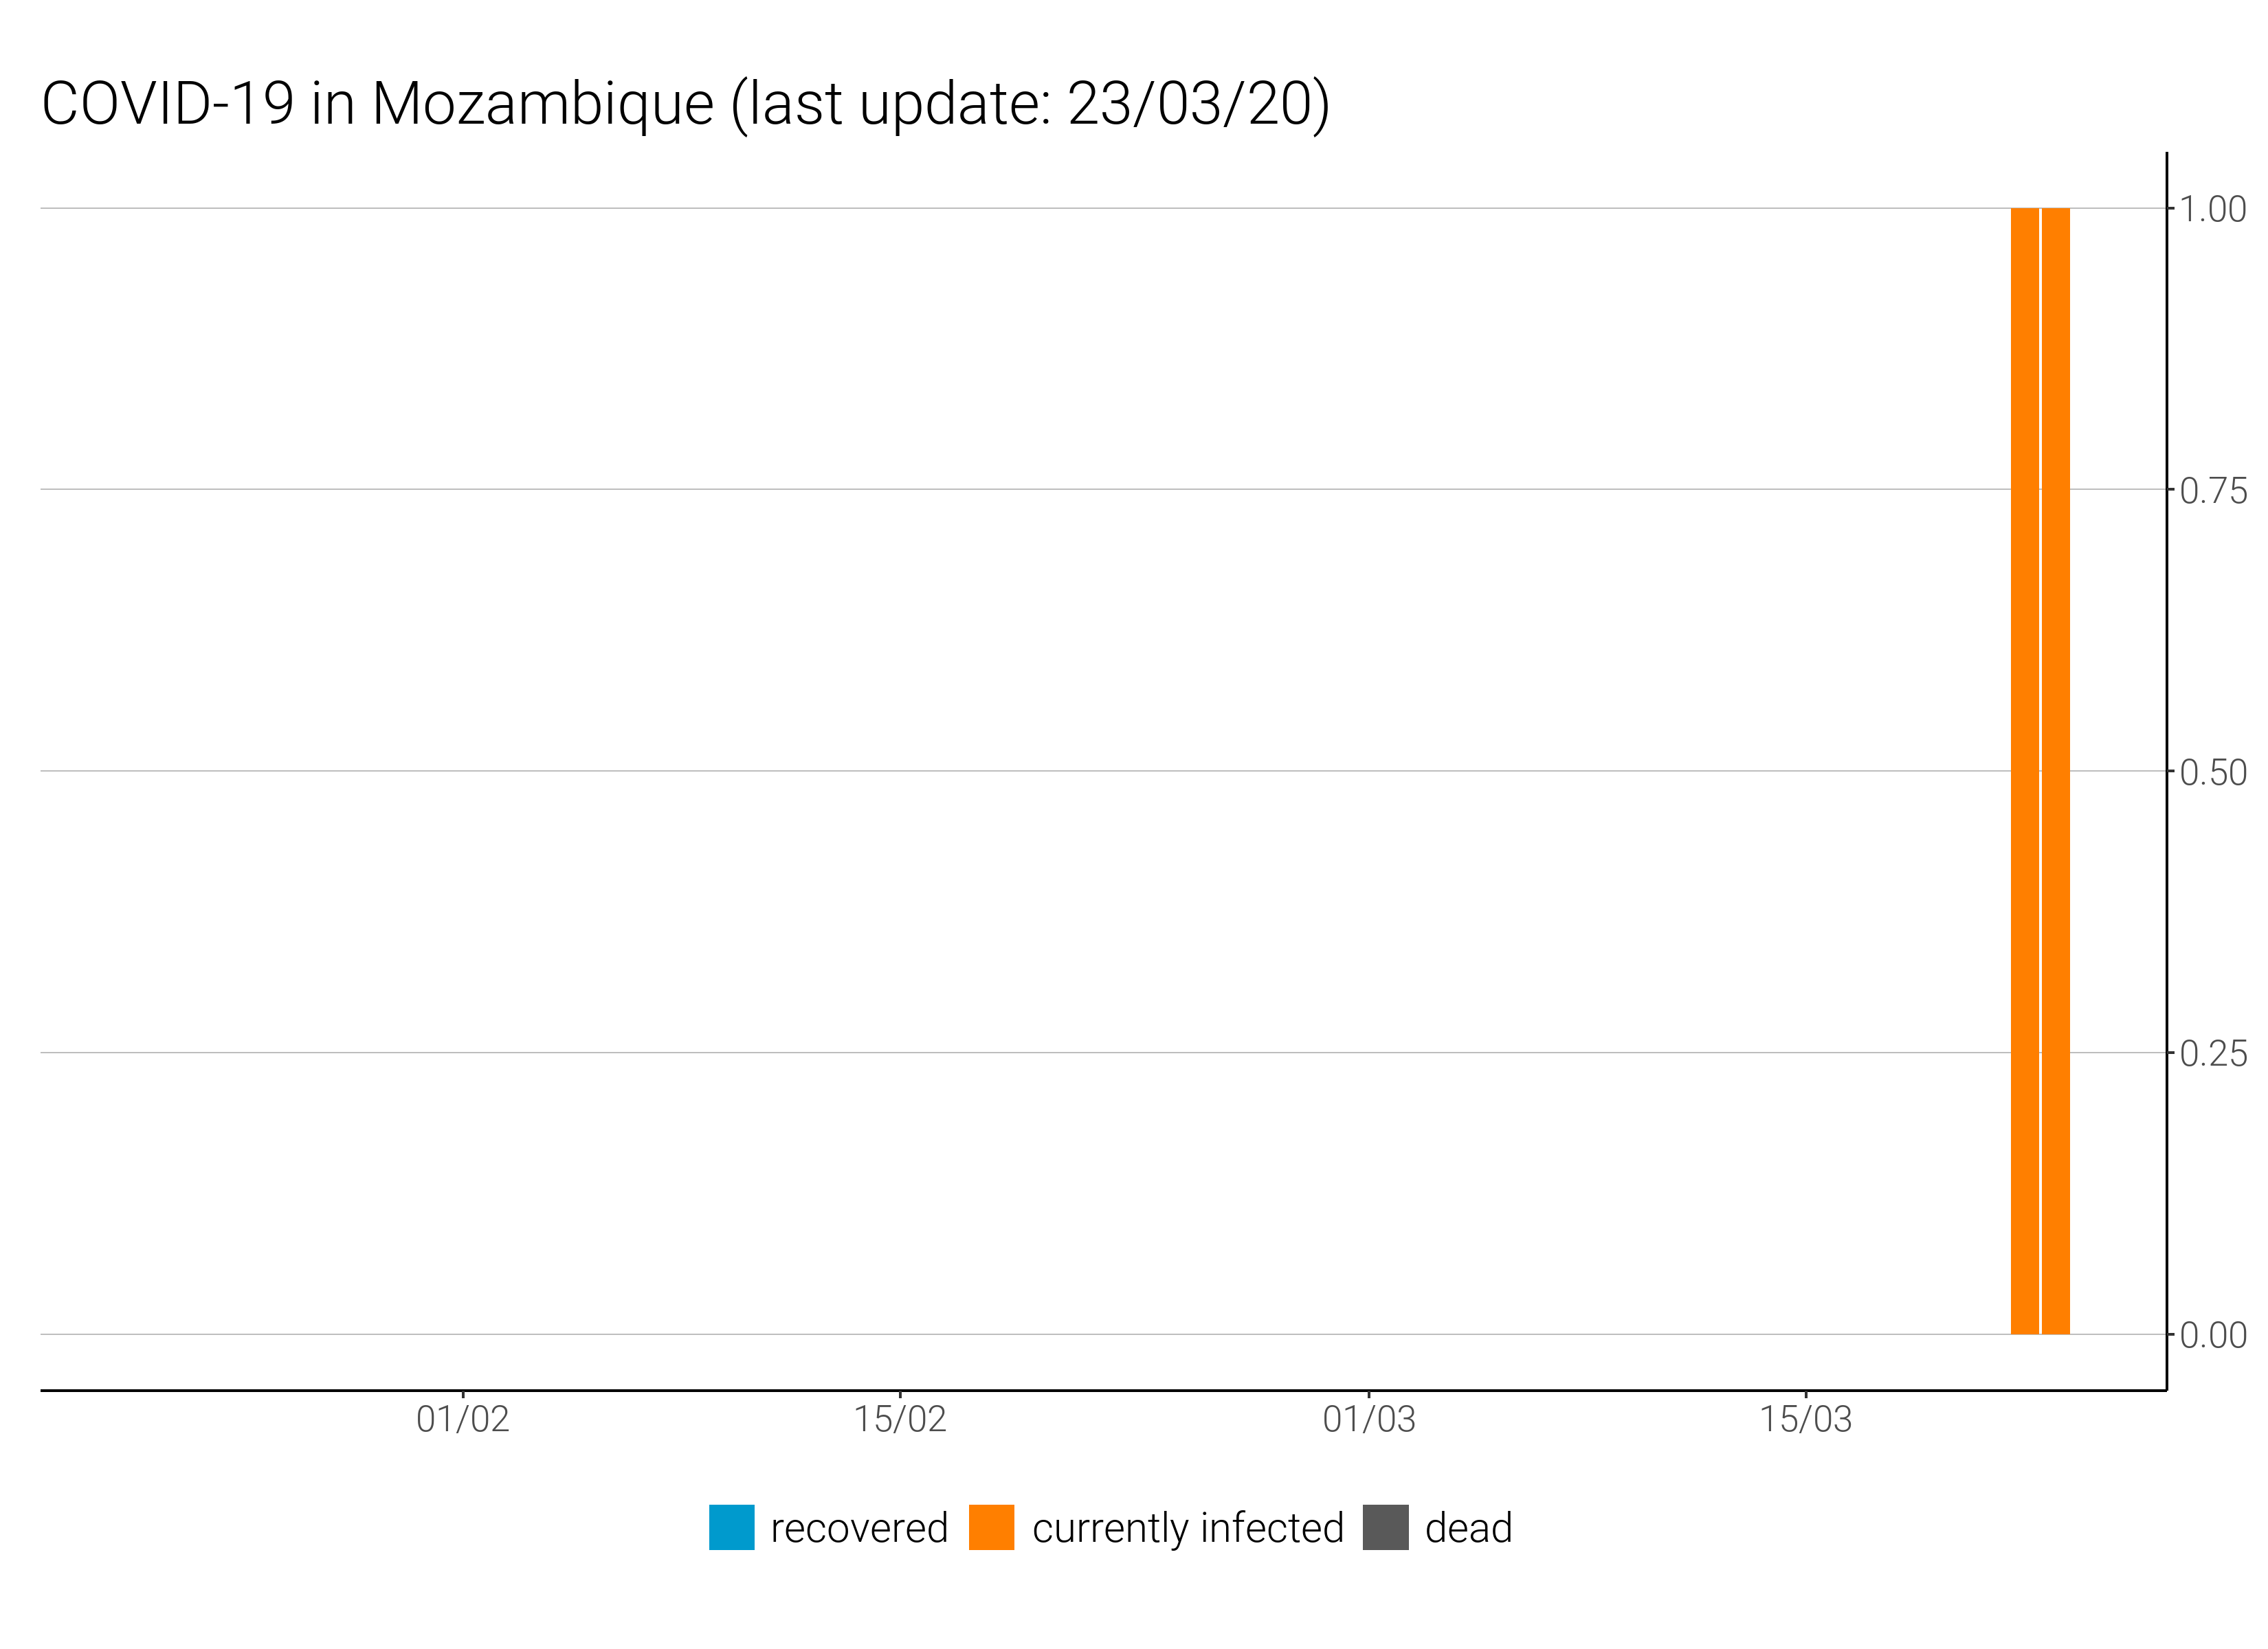 COVID-19 in Mozambique (last update: 23/03/20)
1.00
0.75
0.50
0.25
0.00
01/02 15/02 01/03 15/03
recovered currently infected dead